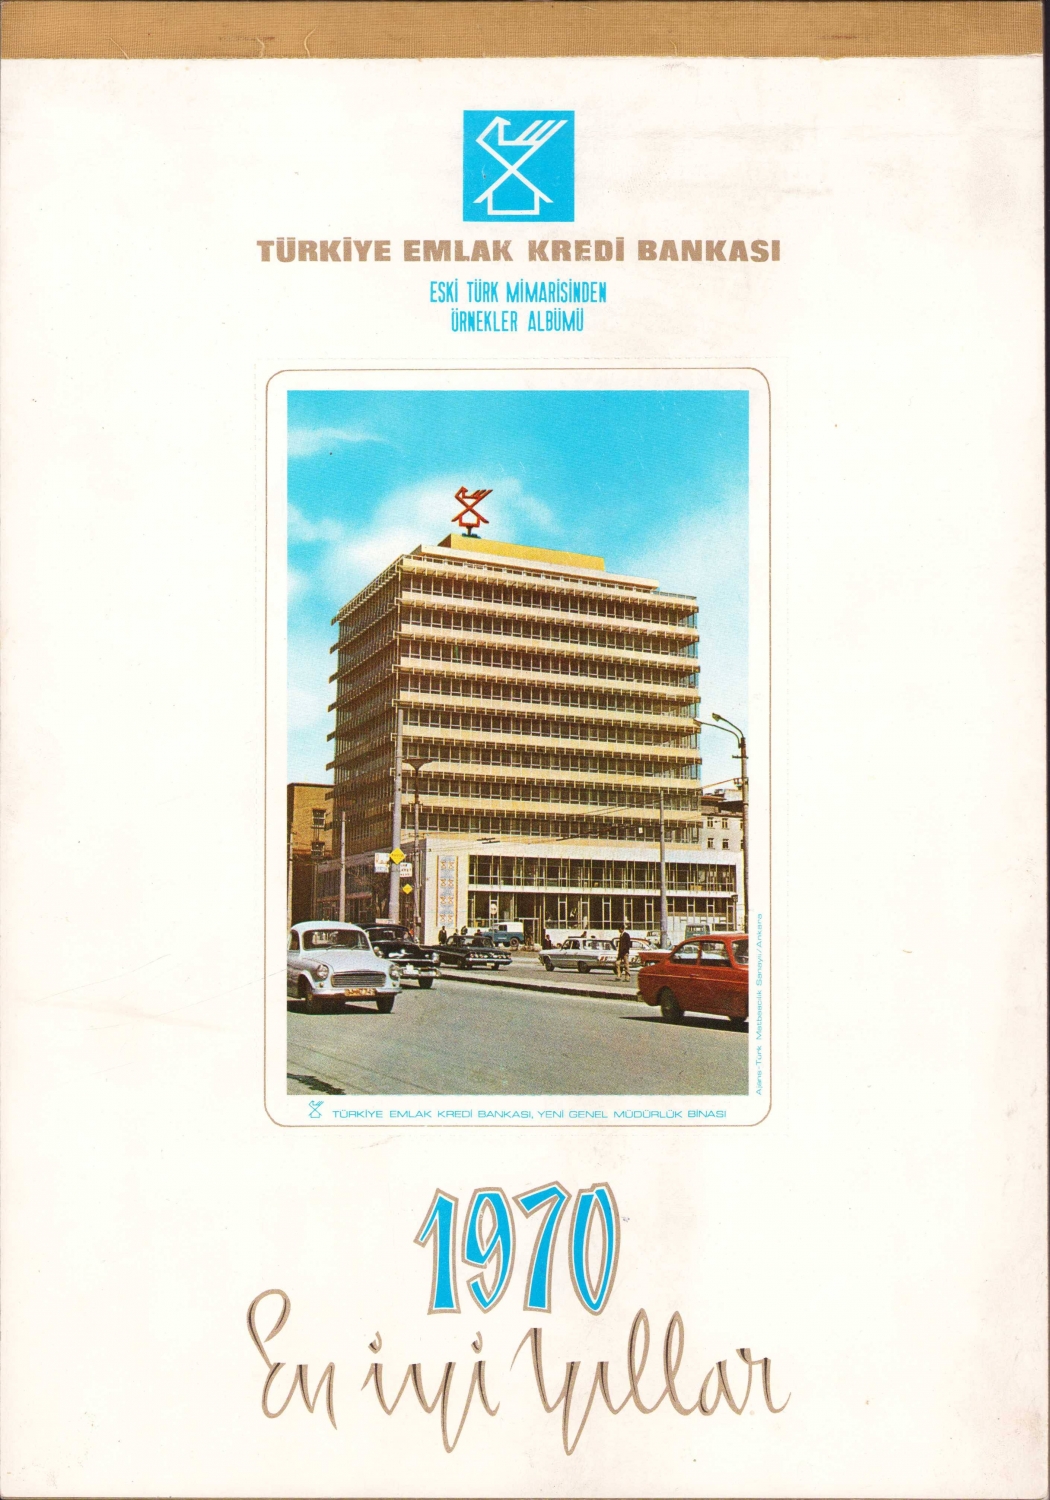 TÜRKİYE EMLAK KREDİ BANKASI
ESKİ TÜRK MİMARİSİNDEN
ÖRNEKLER ALBÜMÜ
Ajans-Türk Matbaacılık Sanayii/Ankara
TÜRKİYE EMLAK KREDİ BANKASI, YENİ GENEL MÜDÜRLÜK BİNASI
1970
En iyi Yıllar